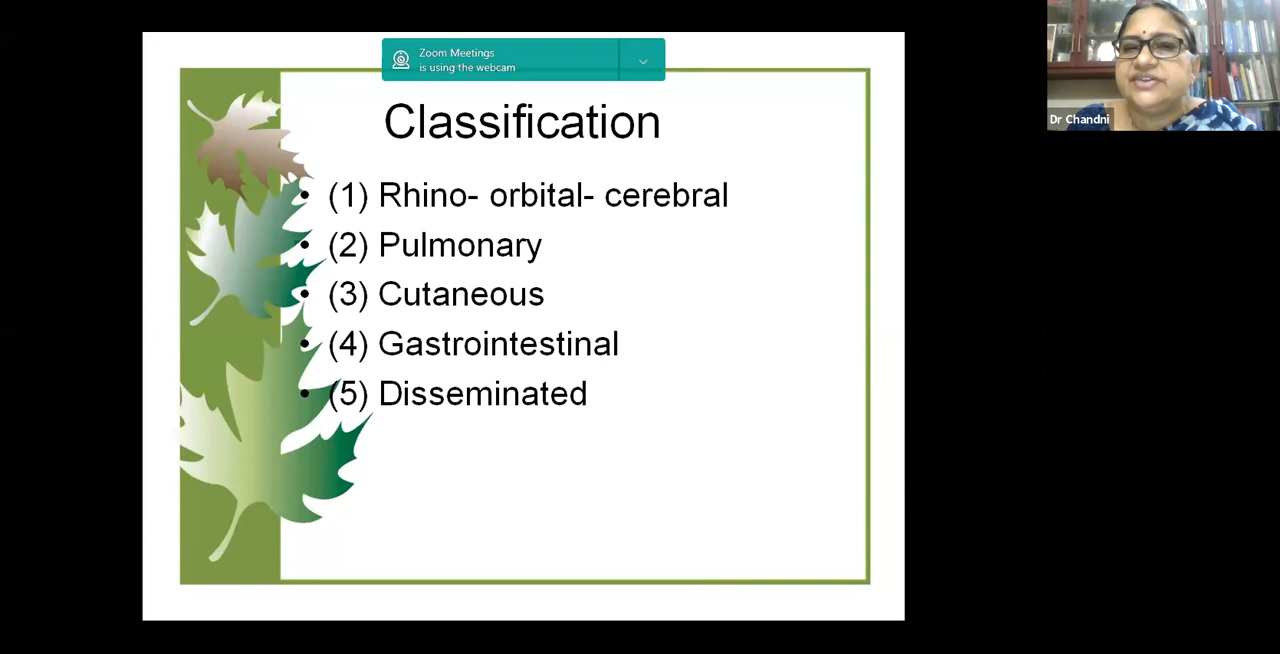 Zoom Meetings
is using the webcam
Classification
• (1) Rhino- orbital- cerebral
• (2) Pulmonary
• (3) Cutaneous
• (4) Gastrointestinal
• (5) Disseminated
Dr Chandni